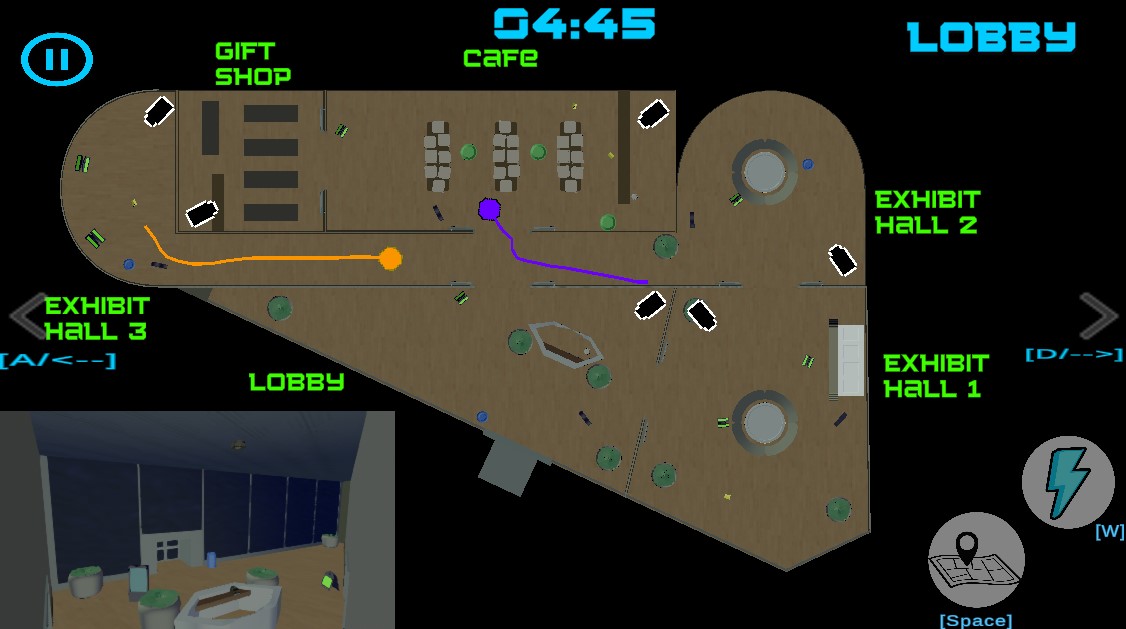 04:45
LOBBY
GIFT
SHOP
CAFE
EXHIBIT
HALL 2
EXHIBIT
HALL 3
[A/<--]
[D/-->]
EXHIBIT
HALL 1
LOBBY
[W]
[Space]